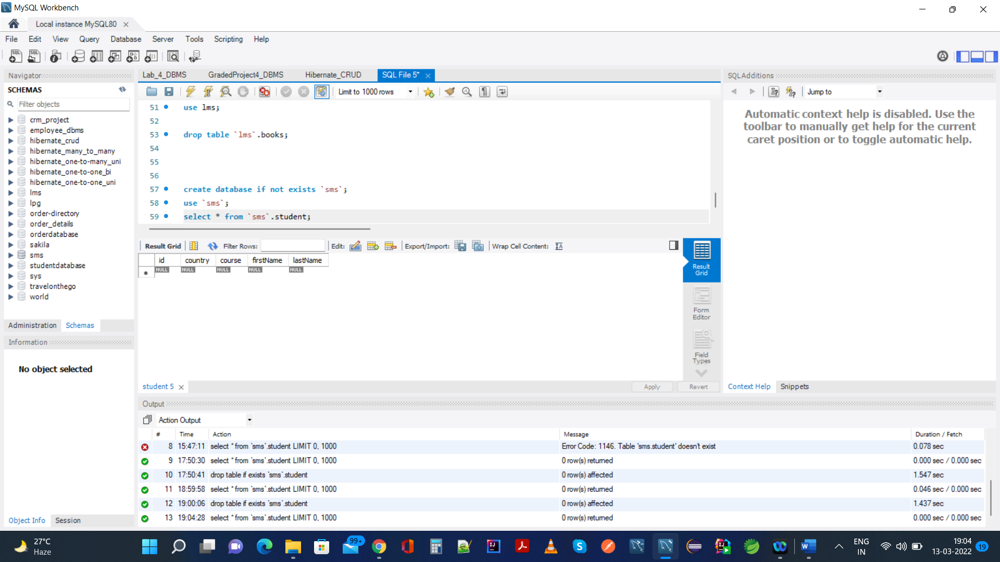 MySQL Workbench
Local instance MySQL80
File Edit View Query Database Server Tools Scripting Help
Navigator
SCHEMAS
Filter objects
crm_project
employee_dbms
hibernate_crud
hibernate_many_to_many
hibernate_one-to-many_uni
hibernate_one-to-one_bi
hibernate_one-to-one_uni
lms
lpg
order-directory
order_details
orderdatabase
sakila
sms
studentdatabase
sys
travelonthego
world
Administration Schemas
Information
No object selected
Object Info Session
Lab_4_DBMS GradedProject4_DBMS Hibernate_CRUD SQL File 5*
Limit to 1000 rows
51 use lms;
52
53 drop table `lms`.books;
54
55
56
57 create database if not exists `sms`;
58 use `sms`;
59 select * from `sms`.student;
Result Grid Filter Rows: Edit: Export/Import: Wrap Cell Content:
id country course firstName lastName
NULL NULL NULL NULL NULL
Result Grid
Form Editor
Field Types
student 5 Apply Revert
SQLAdditions
Jump to
Automatic context help is disabled. Use the
toolbar to manually get help for the current
caret position or to toggle automatic help.
Context Help Snippets
Output
Action Output
# Time Action Message Duration / Fetch
8 15:47:11 select * from `sms`.student LIMIT 0, 1000 Error Code: 1146. Table 'sms.student' doesn't exist 0.078 sec
9 17:50:30 select * from `sms`.student LIMIT 0, 1000 0 row(s) returned 0.000 sec / 0.000 sec
10 17:50:41 drop table if exists `sms`.student 0 row(s) affected 1.547 sec
11 18:59:58 select * from `sms`.student LIMIT 0, 1000 0 row(s) returned 0.046 sec / 0.000 sec
12 19:00:06 drop table if exists `sms`.student 0 row(s) affected 1.437 sec
13 19:04:28 select * from `sms`.student LIMIT 0, 1000 0 row(s) returned 0.000 sec / 0.000 sec
27°C
Haze
99+
ENG
IN
19:04
13-03-2022
19